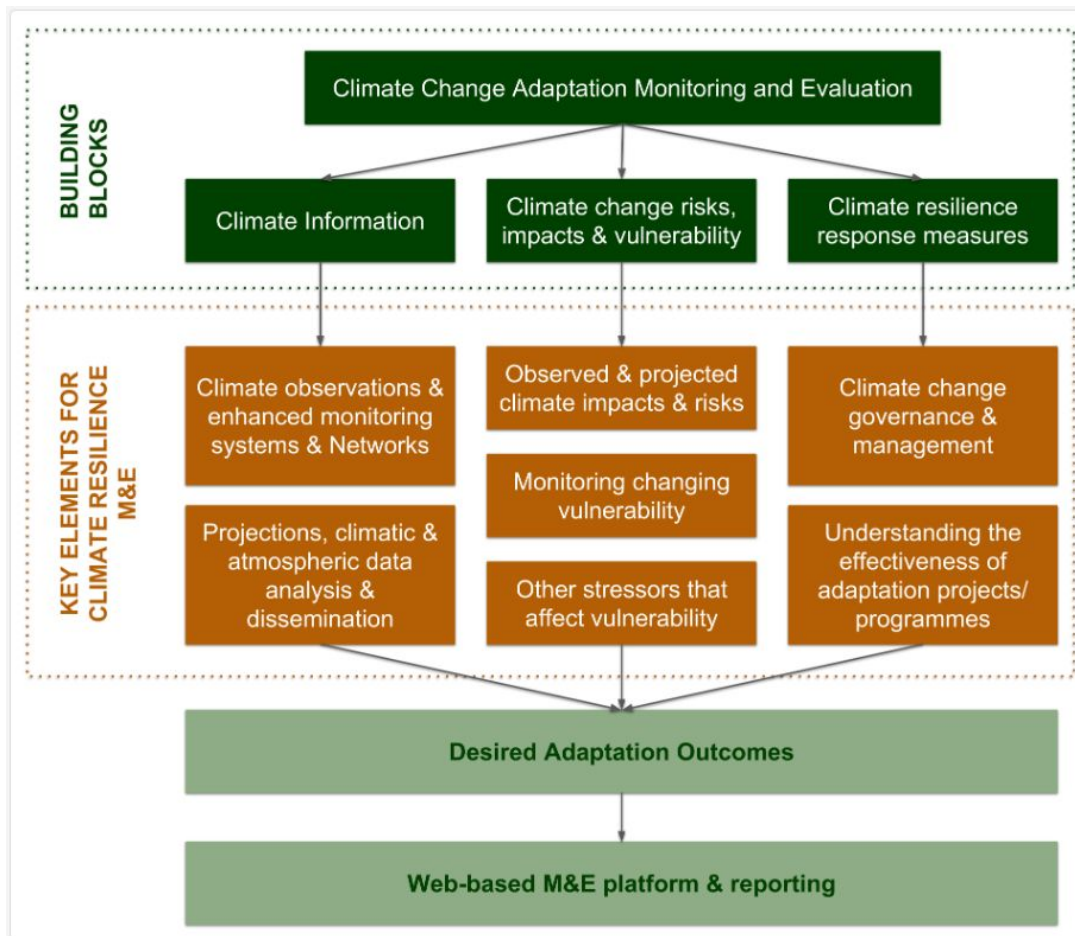 BUILDING
BLOCKS
Climate Change Adaptation Monitoring and Evaluation
Climate Information
Climate change risks,
impacts & vulnerability
Climate resilience
response measures
KEY ELEMENTS FOR
CLIMATE RESILIENCE
M&E
Climate observations &
enhanced monitoring
systems & Networks
Projections, climatic &
atmospheric data
analysis &
dissemination
Observed & projected
climate impacts & risks
Monitoring changing
vulnerability
Other stressors that
affect vulnerability
Climate change
governance &
management
Understanding the
effectiveness of
adaptation projects/
programmes
Desired Adaptation Outcomes
Web-based M&E platform & reporting